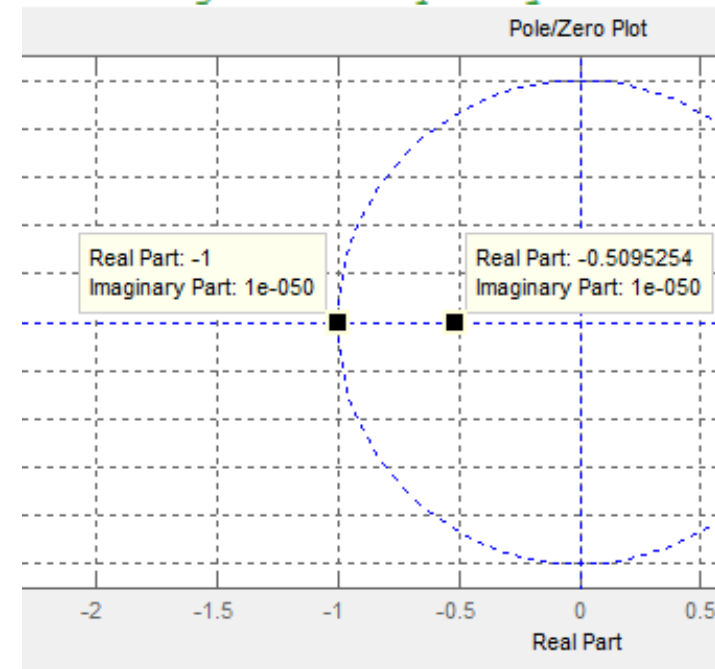 Pole/Zero Plot
Real Part: -1
Imaginary Part: 1e-050
Real Part: -0.5095254
Imaginary Part: 1e-050
-2 -1.5 -1 -0.5 0 0.5
Real Part